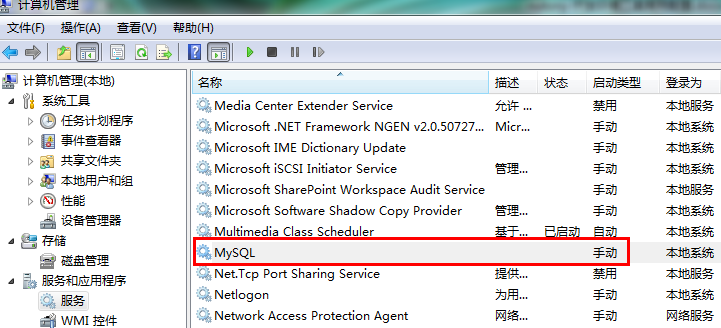 计算机管理
文件(F) 操作(A) 查看(V) 帮助(H)
计算机管理(本地)
系统工具
任务计划程序
事件查看器
共享文件夹
本地用户和组
性能
设备管理器
存储
磁盘管理
服务和应用程序
服务
WMI 控件
名称 描述 状态 启动类型 登录为
Media Center Extender Service 允许 ... 禁用 本地服务
Microsoft .NET Framework NGEN v2.0.50727... Micr... 手动 本地系统
Microsoft IME Dictionary Update 手动 本地系统
Microsoft iSCSI Initiator Service 管理... 手动 本地系统
Microsoft SharePoint Workspace Audit Service 手动 本地服务
Microsoft Software Shadow Copy Provider 管理... 手动 本地系统
Multimedia Class Scheduler 基于... 已启动 自动 本地系统
MySQL 手动 本地系统
Net.Tcp Port Sharing Service 提供... 禁用 本地服务
Netlogon 为用... 手动 本地系统
Network Access Protection Agent 网络... 手动 网络服务